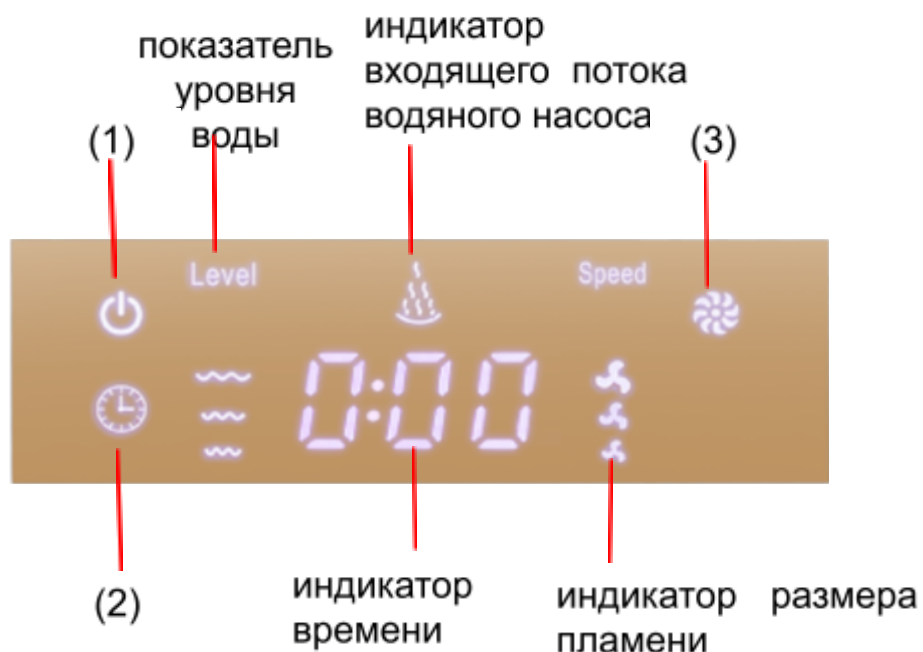 показатель
уровня
воды
индикатор
входящего потока
водяного насоса
(1)
(3)
Level
Speed
0:00
(2)
индикатор
времени
индикатор размера
пламени